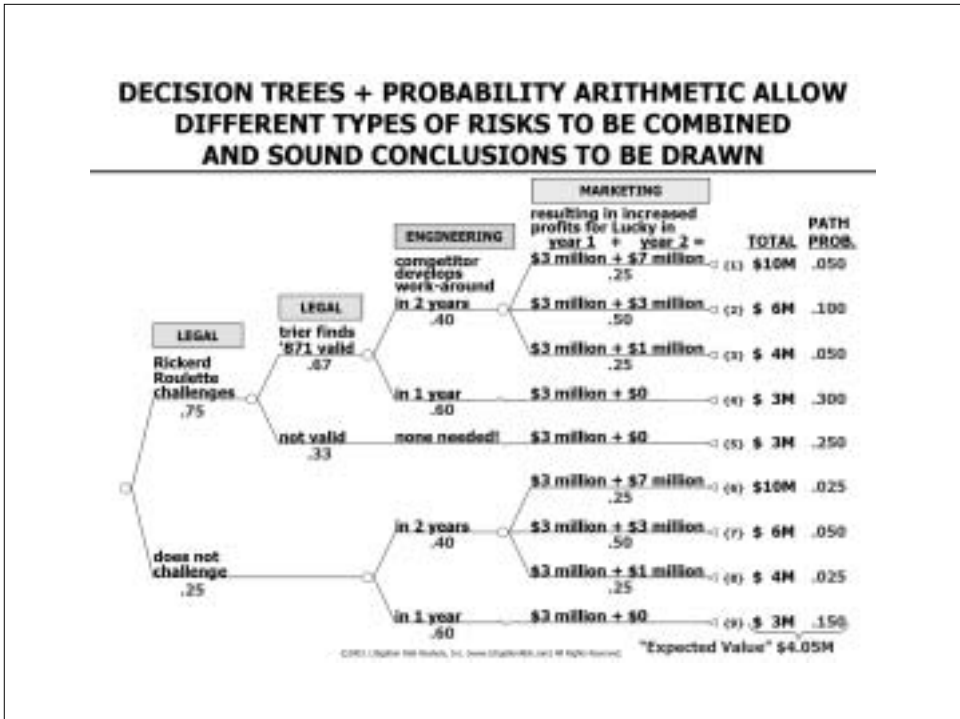 DECISION TREES + PROBABILITY ARITHMETIC ALLOW
DIFFERENT TYPES OF RISKS TO BE COMBINED
AND SOUND CONCLUSIONS TO BE DRAWN
MARKETING
resulting in increased
profits for Lucky in
year 1 + year 2 =
TOTAL
PATH
PROB.
ENGINEERING
competitor
develops
work-around
LEGAL
trier finds
'871 valid
.67
LEGAL
Rickerd
Roulette
challenges
.75
in 2 years
.40
$3 million + $7 million
.25
(1) $10M .050
$3 million + $3 million
.50
(2) $ 6M .100
$3 million + $1 million
.25
(3) $ 4M .050
in 1 year
.60
$3 million + $0
(4) $ 3M .300
not valid
.33
none needed!
$3 million + $0
(5) $ 3M .250
does not
challenge
.25
in 2 years
.40
$3 million + $7 million
.25
(6) $10M .025
$3 million + $3 million
.50
(7) $ 6M .050
$3 million + $1 million
.25
(8) $ 4M .025
in 1 year
.60
$3 million + $0
(9) $ 3M .150
"Expected Value" $4.05M
All Rights Reserved.